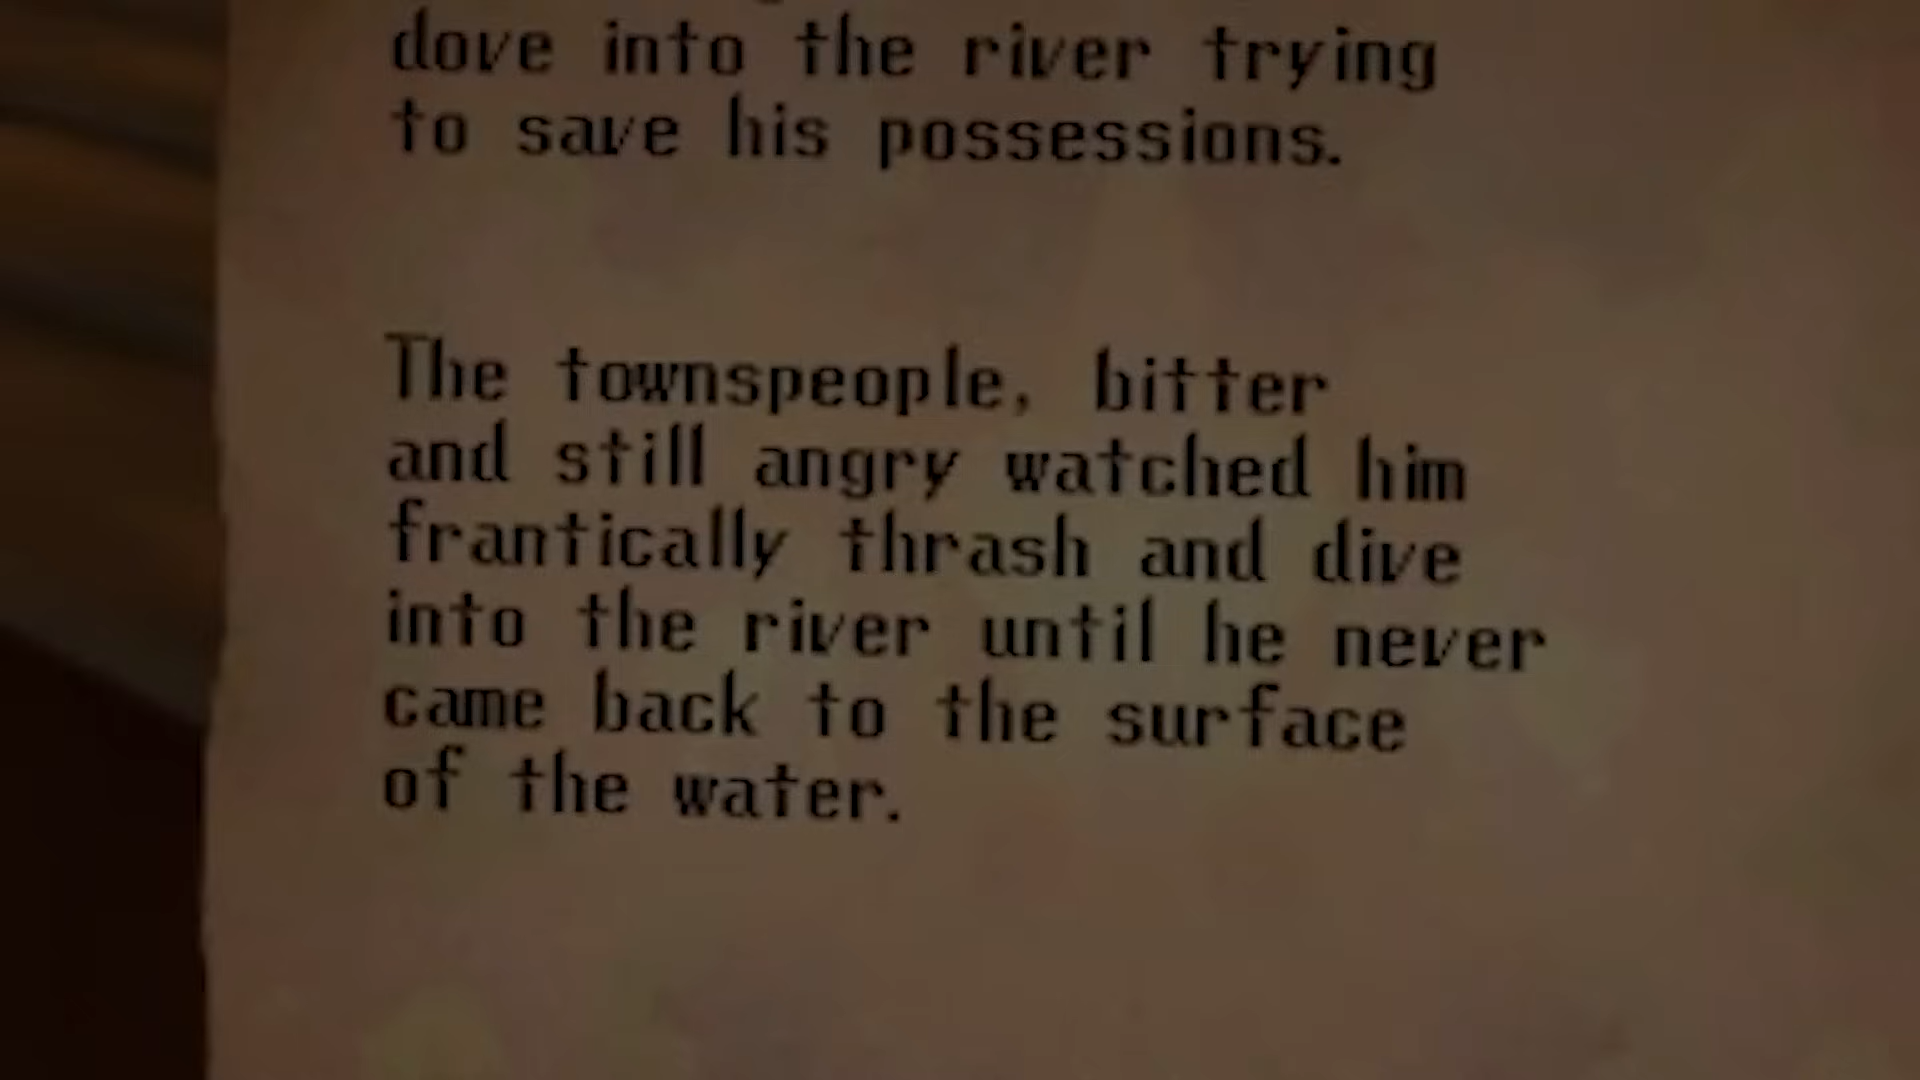 dove into the river trying
to save his possessions.
The townspeople, bitter
and still angry watched him
frantically thrash and dive
into the river until he never
came back to the surface
of the water.